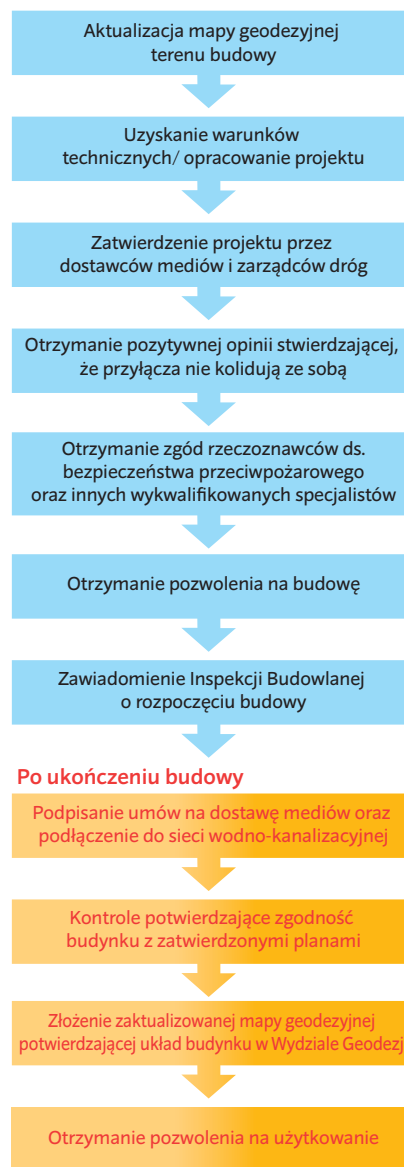 Aktualizacja mapy geodezyjnej
terenu budowy
Uzyskanie warunków
technicznych/ opracowanie projektu
Zatwierdzenie projektu przez
dostawców mediów i zarządców dróg
Otrzymanie pozytywnej opinii stwierdzającej,
że przyłącza nie kolidują ze sobą
Otrzymanie zgód rzeczoznawców ds.
bezpieczeństwa przeciwpożarowego
oraz innych wykwalifikowanych specjalistów
Otrzymanie pozwolenia na budowę
Zawiadomienie Inspekcji Budowlanej
o rozpoczęciu budowy
Po ukończeniu budowy
Podpisanie umów na dostawę mediów oraz
podłączenie do sieci wodno-kanalizacyjnej
Kontrole potwierdzające zgodność
budynku z zatwierdzonymi planami
Złożenie zaktualizowanej mapy geodezyjnej
potwierdzającej układ budynku w Wydziale Geodezj
Otrzymanie pozwolenia na użytkowanie